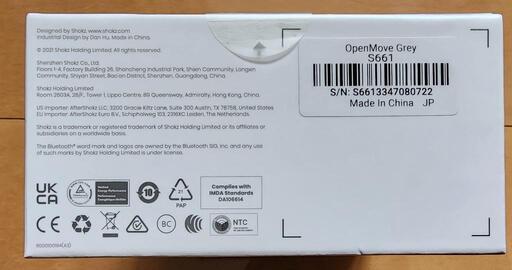 Designed by Shokz, www.shokz.com
Industrial Design by Dan Hu. Made in China.
© 2021 Shokz Holding Limited. All rights reserved.
Shenzhen Shokz Co., Ltd.
Floors 1-4, Factory Building 26, Shancheng Industrial Park, Shien Community, Langxin
Community, Shiyan Street, Bao'an District, Shenzhen, Guangdong, China.
Shokz Holding Limited
Room 2603A, 26/F., Tower 1, Lippo Centre, 89 Queensway, Admiralty, Hong Kong, China.
US Importer: AfterShokz LLC, 3200 Gracie Kiltz Lane, Suite 300 Austin, TX 78758, United States
EU Importer: AfterShokz Euro B.V., Schipholweg 103, 2316XC Leiden, The Netherlands.
Shokz is a trademark or registered trademark of Shokz Holding Limited or its affiliates or
subsidiaries on a worldwide basis.
The Bluetooth® word mark and logos are owned by the Bluetooth SIG, Inc. and any use
of such marks by Shokz Holding Limited is under license.
OpenMove Grey
S661
S/N: S6613347080722
Made In China JP
UK
CA
10
21
PAP
Complies with
IMDA Standards
DA106614
CE
BC
NTC